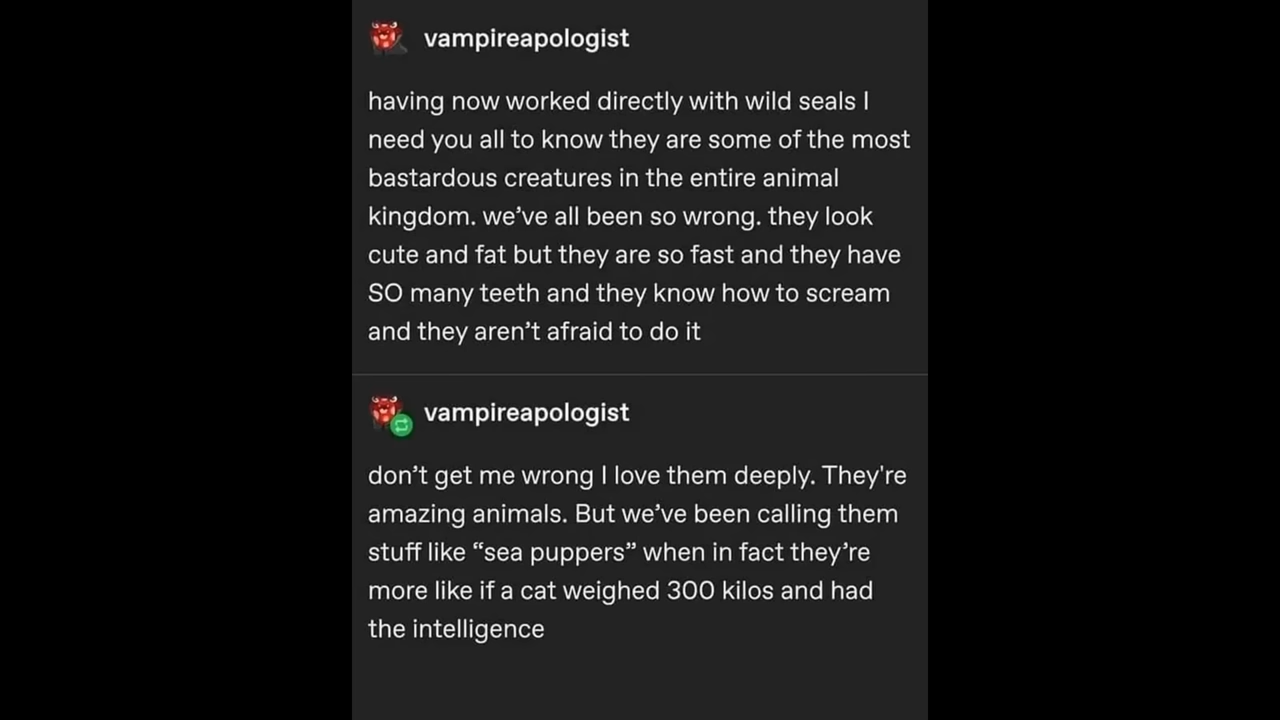 vampireapologist
having now worked directly with wild seals I
need you all to know they are some of the most
bastardous creatures in the entire animal
kingdom. we’ve all been so wrong. they look
cute and fat but they are so fast and they have
SO many teeth and they know how to scream
and they aren’t afraid to do it
vampireapologist
don’t get me wrong I love them deeply. They're
amazing animals. But we’ve been calling them
stuff like “sea puppers” when in fact they’re
more like if a cat weighed 300 kilos and had
the intelligence